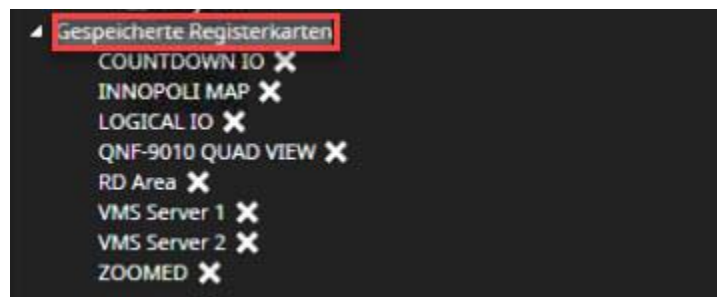 Gespeicherte Registerkarten
COUNTDOWN IO
INNOPOLI MAP
LOGICAL IO
QNF-9010 QUAD VIEW
RD Area
VMS Server 1
VMS Server 2
ZOOMED